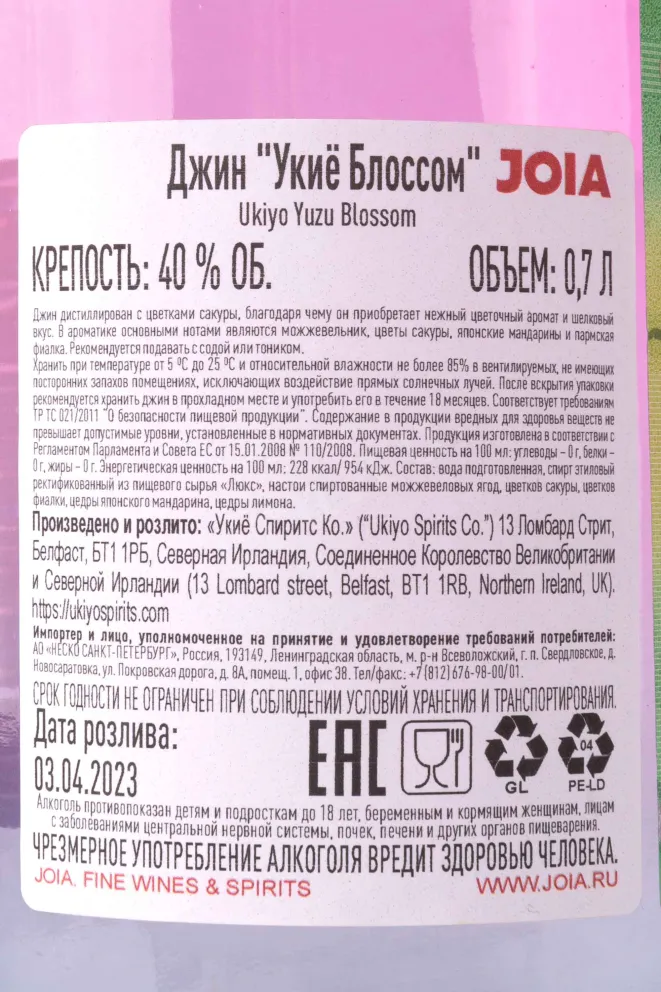 Джин "Укиё Блоссом" JOIA
Ukiyo Yuzu Blossom
КРЕПОСТЬ: 40 % ОБ. ОБЪЕМ: 0,7 Л
Джин дистиллирован с цветками сакуры, благодаря чему он приобретает нежный цветочный аромат и шелковый
вкус. В ароматике основными нотами являются можжевельник, цветы сакуры, японские мандарины и пармская
фиалка. Рекомендуется подавать с содой или тоником.
Хранить при температуре от 5 ºС до 25 ºС и относительной влажности не более 85% в вентилируемых, не имеющих
посторонних запахов помещениях, исключающих воздействие прямых солнечных лучей. После вскрытия упаковки
рекомендуется хранить джин в прохладном месте и употребить его в течение 18 месяцев. Соответствует требованиям
ТР ТС 021/2011 "О безопасности пищевой продукции". Содержание в продукции вредных для здоровья веществ не
превышает допустимые уровни, установленные в нормативных документах. Продукция изготовлена в соответствии с
Регламентом Парламента и Совета ЕС от 15.01.2008 № 110/2008. Пищевая ценность на 100 мл: углеводы – 0 г, белки –
0 г, жиры – 0 г. Энергетическая ценность на 100 мл: 228 ккал/ 954 кДж. Состав: вода подготовленная, спирт этиловый
ректификованный из пищевого сырья «Люкс», настои спиртованные можжевеловых ягод, цветков сакуры, цветков
фиалки, цедры японского мандарина, цедры лимона.
Произведено и розлито: «Укиё Спиритс Ко.» ("Ukiyo Spirits Co.") 13 Ломбард Стрит,
Белфаст, БТ1 1РБ, Северная Ирландия, Соединенное Королевство Великобритании
и Северной Ирландии (13 Lombard street, Belfast, BT1 1RB, Northern Ireland, UK).
https://ukiyospirits.com
Импортер и лицо, уполномоченное на принятие и удовлетворение требований потребителей:
АО «НЕСКО САНКТ-ПЕТЕРБУРГ», Россия, 193149, Ленинградская область, м. р-н Всеволожский, г. п. Свердловское, д.
Новосаратовка, ул. Покровская дорога, д. 8А, помещ. 1, офис 38. Тел/факс: +7(812)676-98-00/01.
СРОК ГОДНОСТИ НЕ ОГРАНИЧЕН ПРИ СОБЛЮДЕНИИ УСЛОВИЙ ХРАНЕНИЯ И ТРАНСПОРТИРОВАНИЯ.
Дата розлива:
03.04.2023
EAC
GL
04
PE-LD
Алкоголь противопоказан детям и подросткам до 18 лет, беременным и кормящим женщинам, лицам
с заболеваниями центральной нервной системы, почек, печени и других органов пищеварения.
ЧРЕЗМЕРНОЕ УПОТРЕБЛЕНИЕ АЛКОГОЛЯ ВРЕДИТ ЗДОРОВЬЮ ЧЕЛОВЕКА.
JOIA. FINE WINES & SPIRITS WWW.JOIA.RU